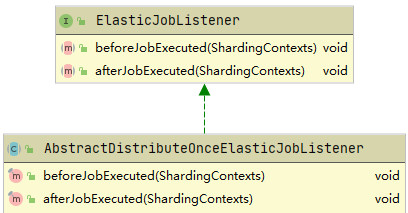 I ElasticJobListener
m beforeJobExecuted(ShardingContexts) void
m afterJobExecuted(ShardingContexts) void
C AbstractDistributeOnceElasticJobListener
m beforeJobExecuted(ShardingContexts) void
m afterJobExecuted(ShardingContexts) void